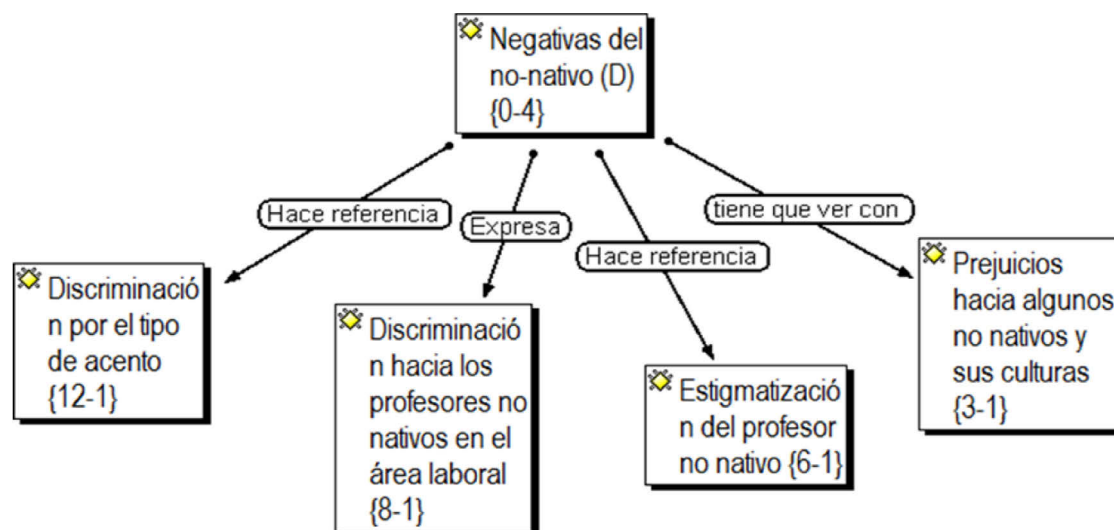 Negativas del
no-nativo (D)
{0-4}
Hace referencia
Expresa
Hace referencia
tiene que ver con
Discriminació
n por el tipo
de acento
{12-1}
Discriminació
n hacia los
profesores no
nativos en el
área laboral
{8-1}
Estigmatizació
n del profesor
no nativo {6-1}
Prejuicios
hacia algunos
no nativos y
sus culturas
{3-1}